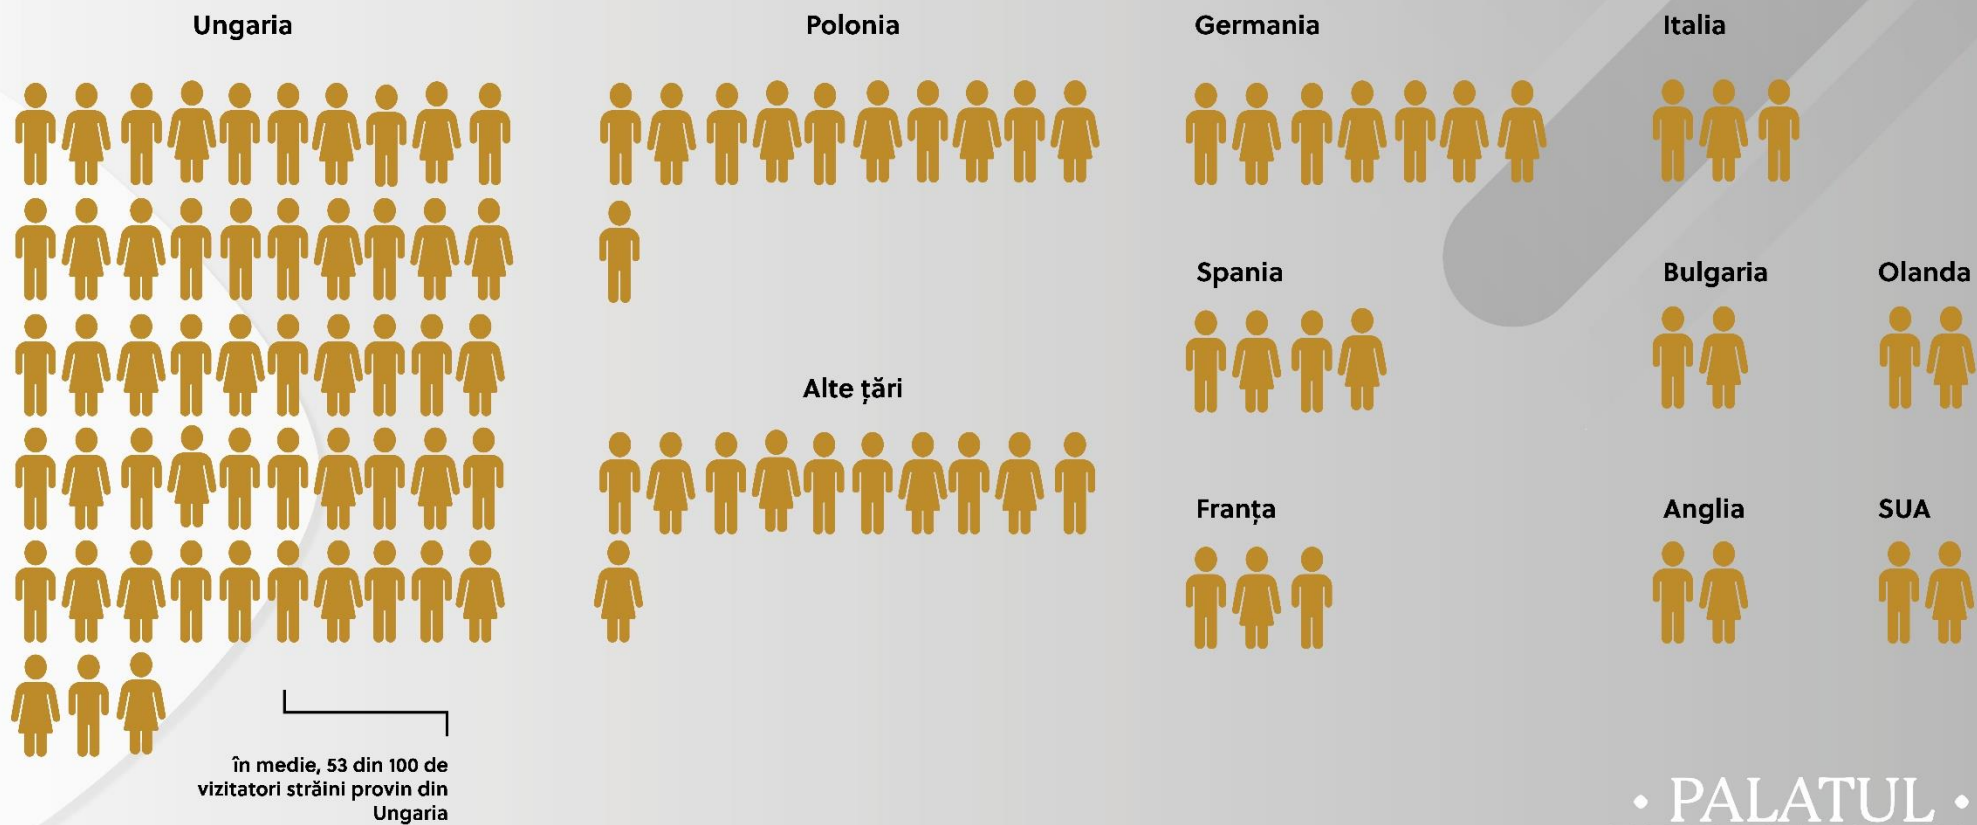 Ungaria
Polonia
Germania
Italia
Spania
Bulgaria
Olanda
Alte țări
Franța
Anglia
SUA
în medie, 53 din 100 de
vizitatori străini provin din
Ungaria
• PALATUL •